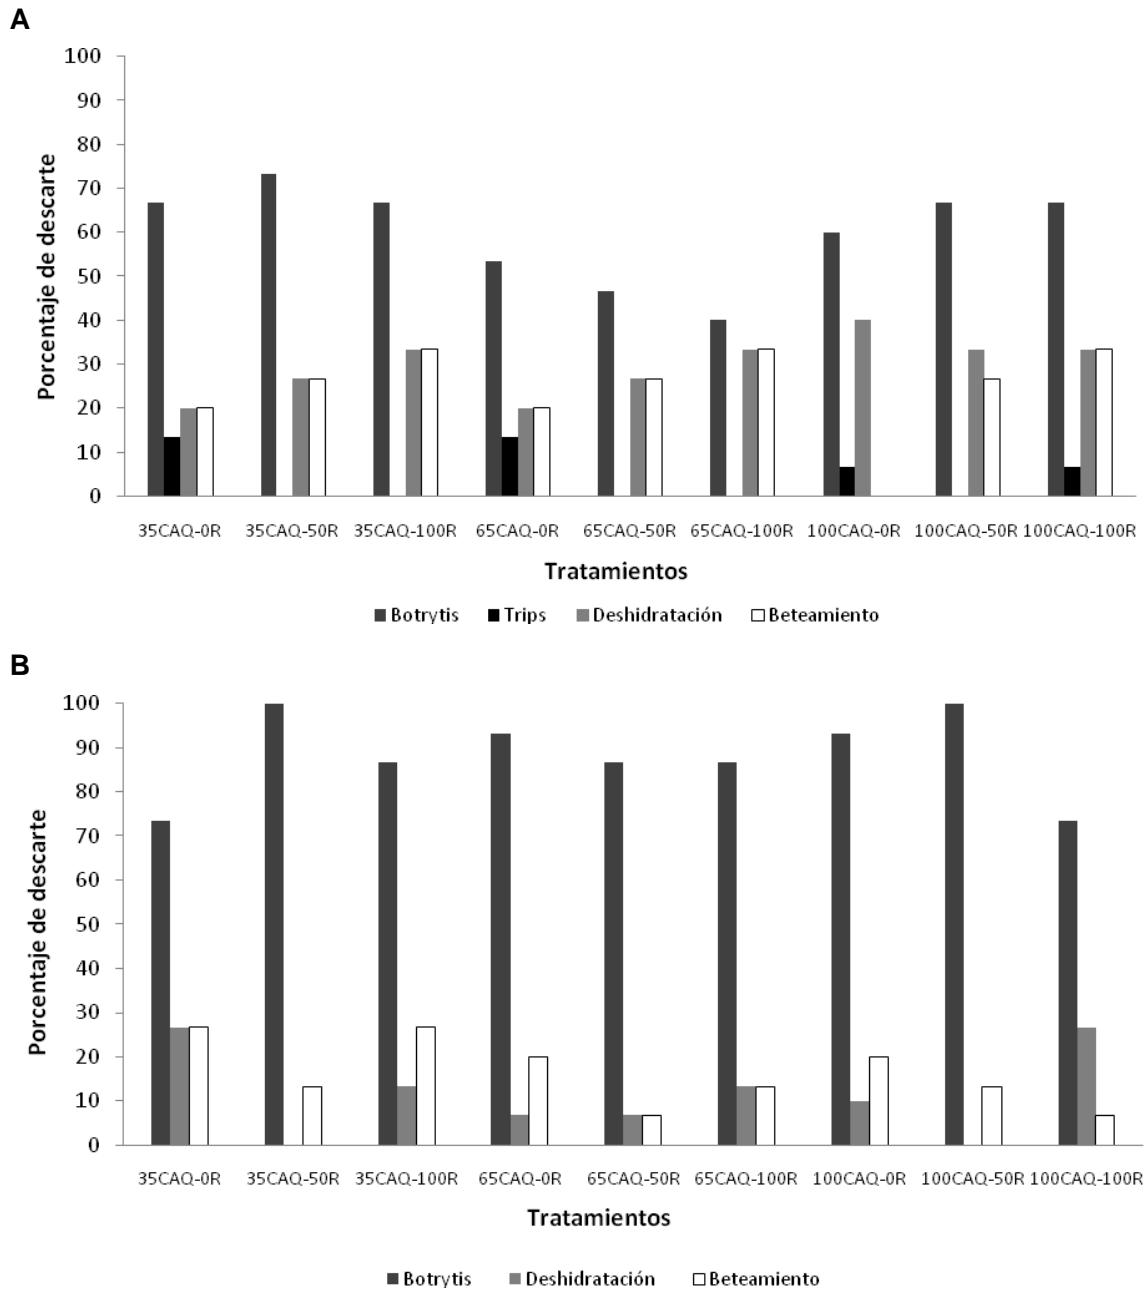 A
100
90
80
70
60
50
40
30
20
10
0
Porcentaje de descarte
35CAQ-0R 35CAQ-50R 35CAQ-100R 65CAQ-0R 65CAQ-50R 65CAQ-100R 100CAQ-0R 100CAQ-50R 100CAQ-100R
Tratamientos
Botrytis Trips Deshidratación Beteamiento
B
100
90
80
70
60
50
40
30
20
10
0
Porcentaje de descarte
35CAQ-0R 35CAQ-50R 35CAQ-100R 65CAQ-0R 65CAQ-50R 65CAQ-100R 100CAQ-0R 100CAQ-50R 100CAQ-100R
Tratamientos
Botrytis Deshidratación Beteamiento